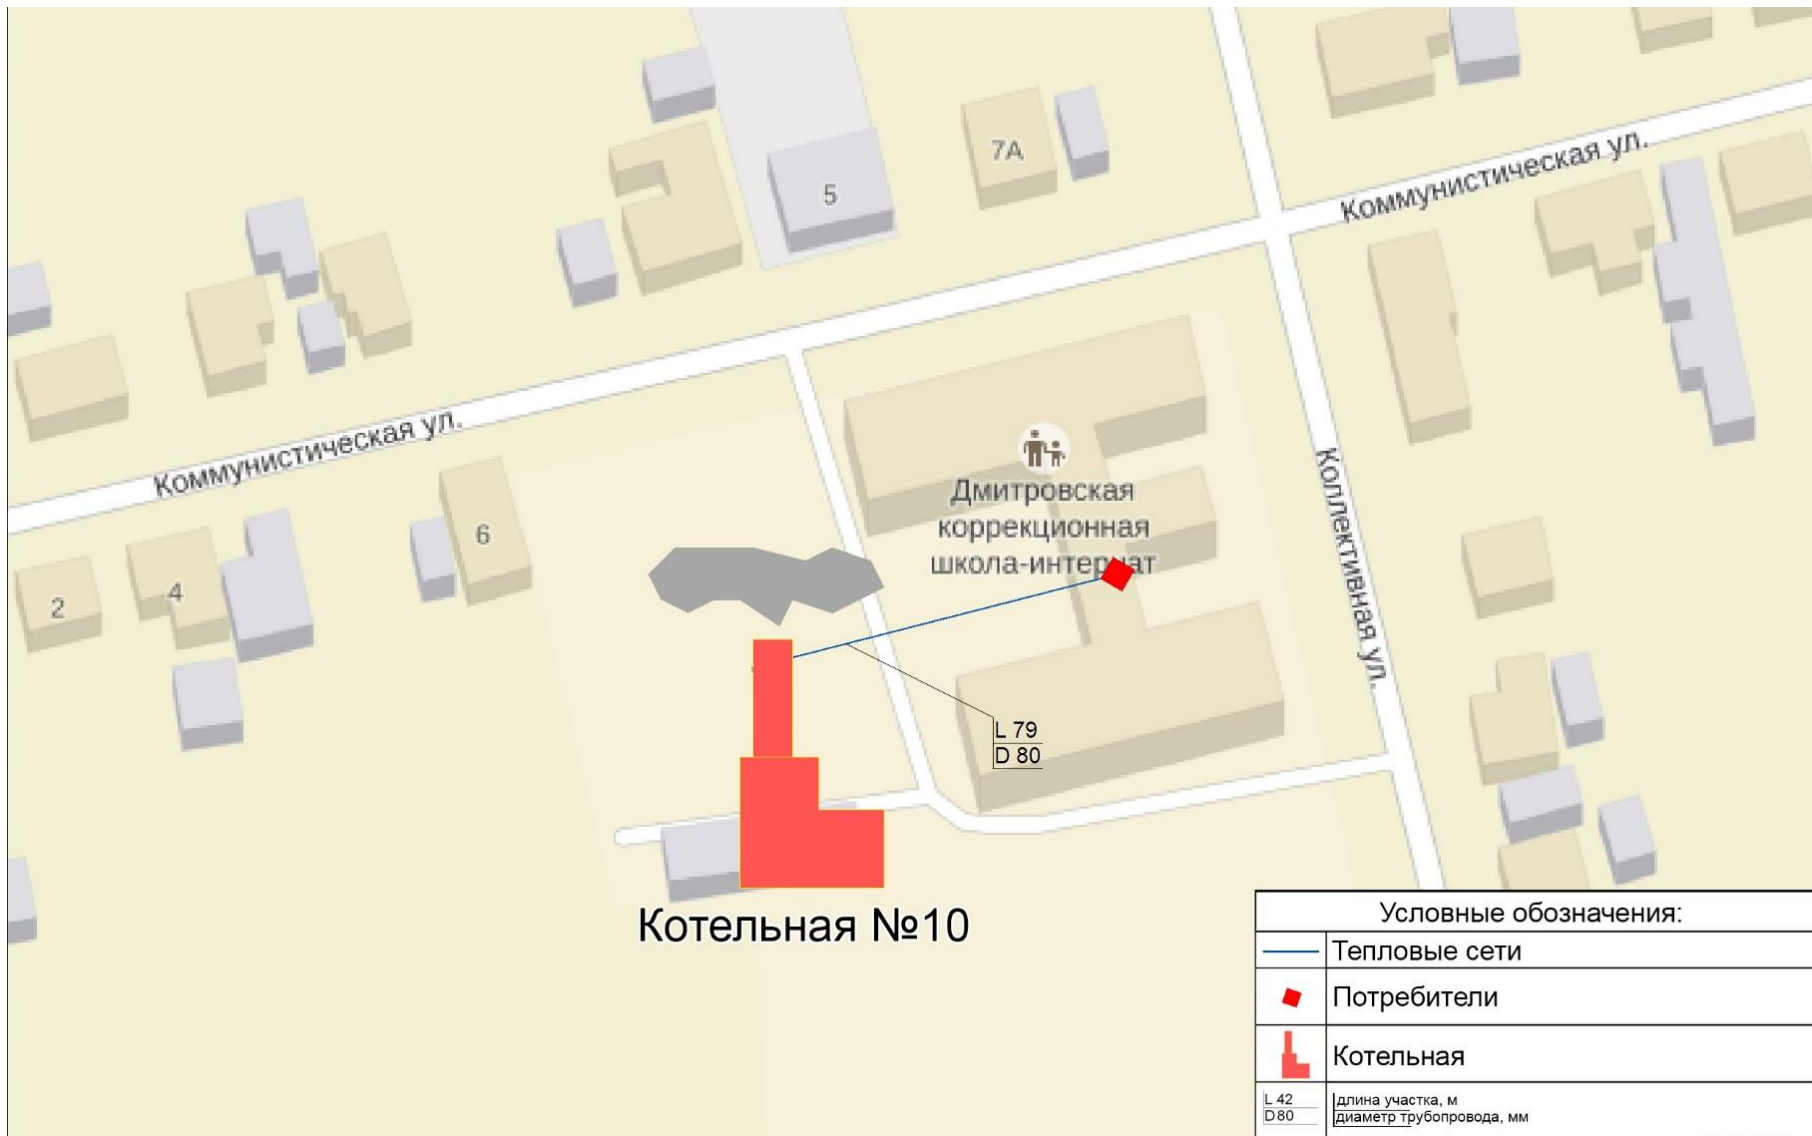 7А
Коммунистическая ул.
5
Коммунистическая ул.
6
2
4
Дмитровская
коррекционная
школа-интернат
Коллективная ул.
L 79
D 80
Котельная №10
Условные обозначения:
Тепловые сети
Потребители
Котельная
L 42
D80
длина участка, м
диаметр трубопровода, мм